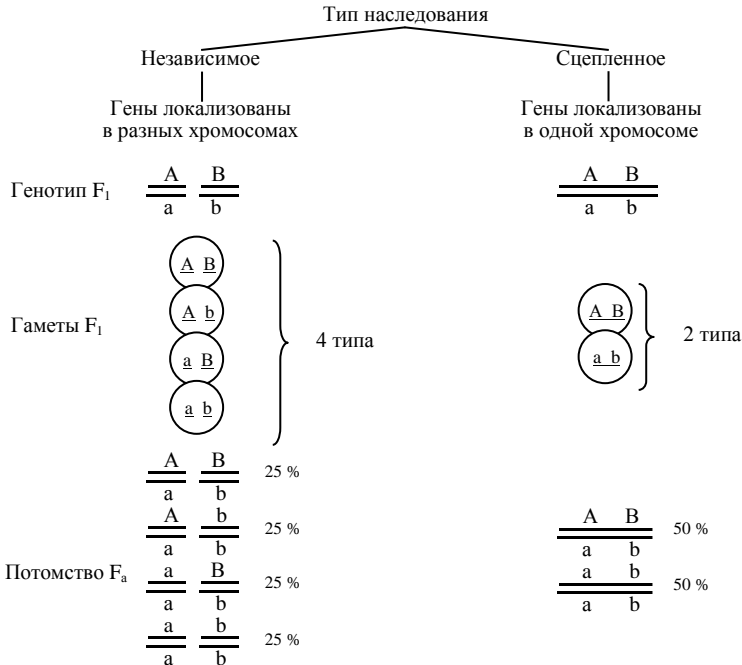 Тип наследования
Независимое Сцепленное
Гены локализованы Гены локализованы
в разных хромосомах в одной хромосоме
A B A B
Генотип F₁
a b a b
A B
A b A B
Гаметы F₁ 4 типа 2 типа
a B a b
a b
A B 25 %
a b
A b 25 % A B 50 %
a b a b
Потомство Fₐ a B 25 % a b 50 %
a b a b
a b 25 %
a b